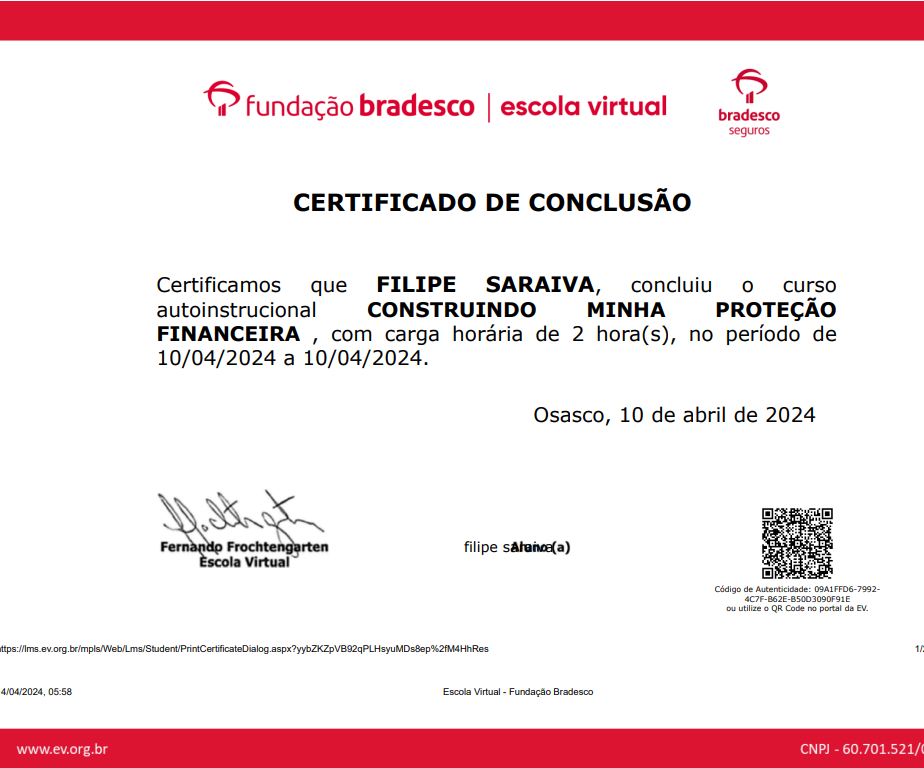 fundação bradesco | escola virtual
bradesco
seguros
CERTIFICADO DE CONCLUSÃO
Certificamos que FILIPE SARAIVA, concluiu o curso
autoinstrucional CONSTRUINDO MINHA PROTEÇÃO
FINANCEIRA , com carga horária de 2 hora(s), no período de
10/04/2024 a 10/04/2024.
Osasco, 10 de abril de 2024
Fernando Frochtengarten
Escola Virtual
filipe saraiva
Aluno (a)
Código de Autenticidade: 09A1FFD6-7992-
4C7F-B62E-B50D3090F91E
ou utilize o QR Code no portal da EV.
ttps://lms.ev.org.br/mpls/Web/Lms/Student/PrintCertificateDialog.aspx?yybZKZpVB92qPLHsyuMDs8ep%2fM4HhRes
1/
4/04/2024, 05:58
Escola Virtual - Fundação Bradesco
www.ev.org.br
CNPJ - 60.701.521/